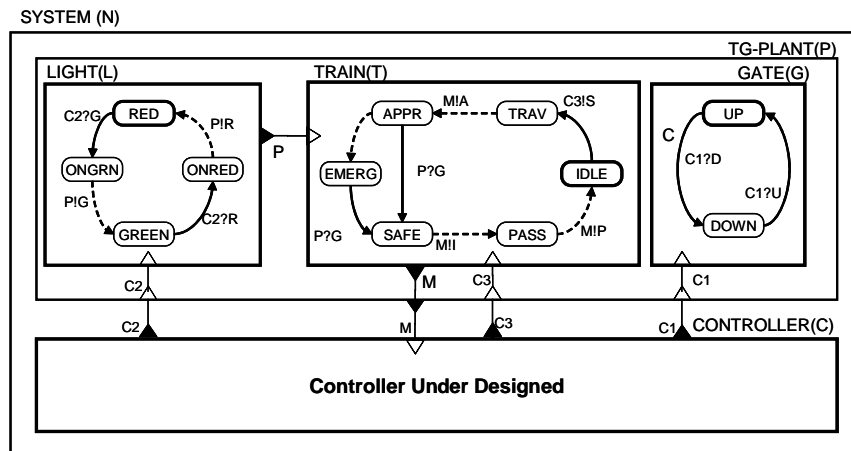 SYSTEM (N)
TG-PLANT(P)
LIGHT(L)
TRAIN(T)
GATE(G)
C2?G
RED
P!R
ONGRN
ONRED
P!G
GREEN
C2?R
P
APPR
M!A
TRAV
C3!S
EMERG
P?G
IDLE
P?G
SAFE
M!I
PASS
M!P
C
UP
C1?D
C1?U
DOWN
C2
M
C3
C1
C2
M
C3
C1
CONTROLLER(C)
Controller Under Designed